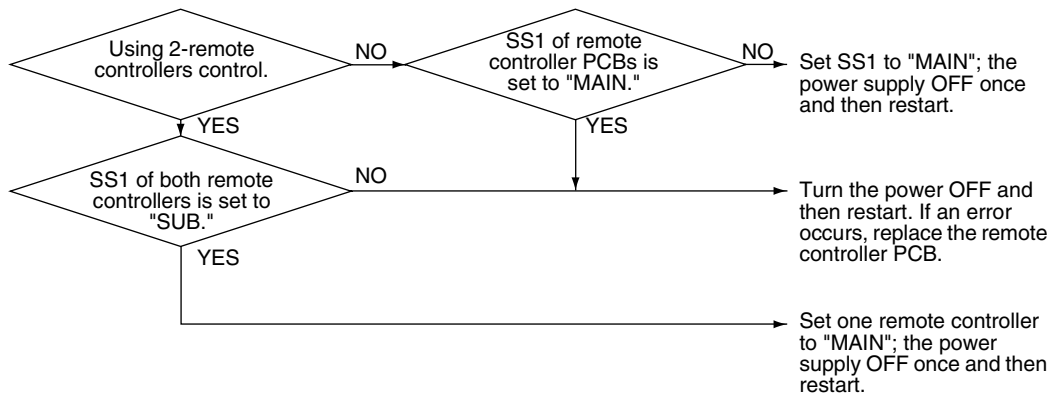 Using 2-remote
controllers control.
NO
SS1 of remote
controller PCBs is
set to "MAIN."
NO
Set SS1 to "MAIN"; the
power supply OFF once
and then restart.
YES
YES
SS1 of both remote
controllers is set to
"SUB."
NO
Turn the power OFF and
then restart. If an error
occurs, replace the remote
controller PCB.
YES
Set one remote controller
to "MAIN"; the power
supply OFF once and then
restart.